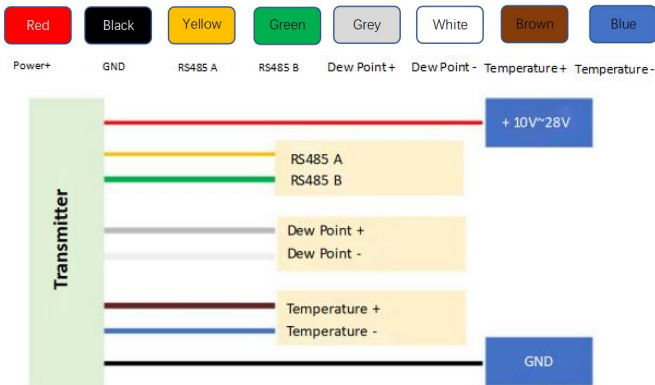 Red Black Yellow Green Grey White Brown Blue
Power+ GND RS485 A RS485 B Dew Point + Dew Point - Temperature + Temperature -
+ 10V~28V
RS485 A
RS485 B
Dew Point +
Dew Point -
Transmitter
Temperature +
Temperature -
GND